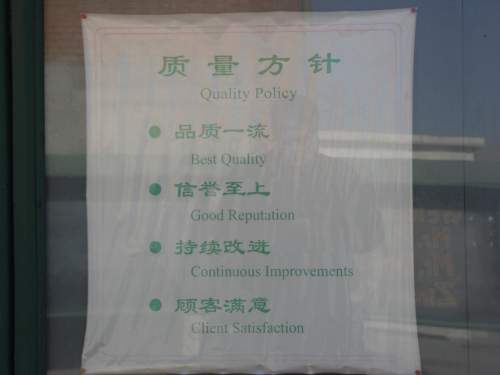 质量方针
Quality Policy
品质一流
Best Quality
信誉至上
Good Reputation
持续改进
Continuous Improvements
顾客满意
Client Satisfaction